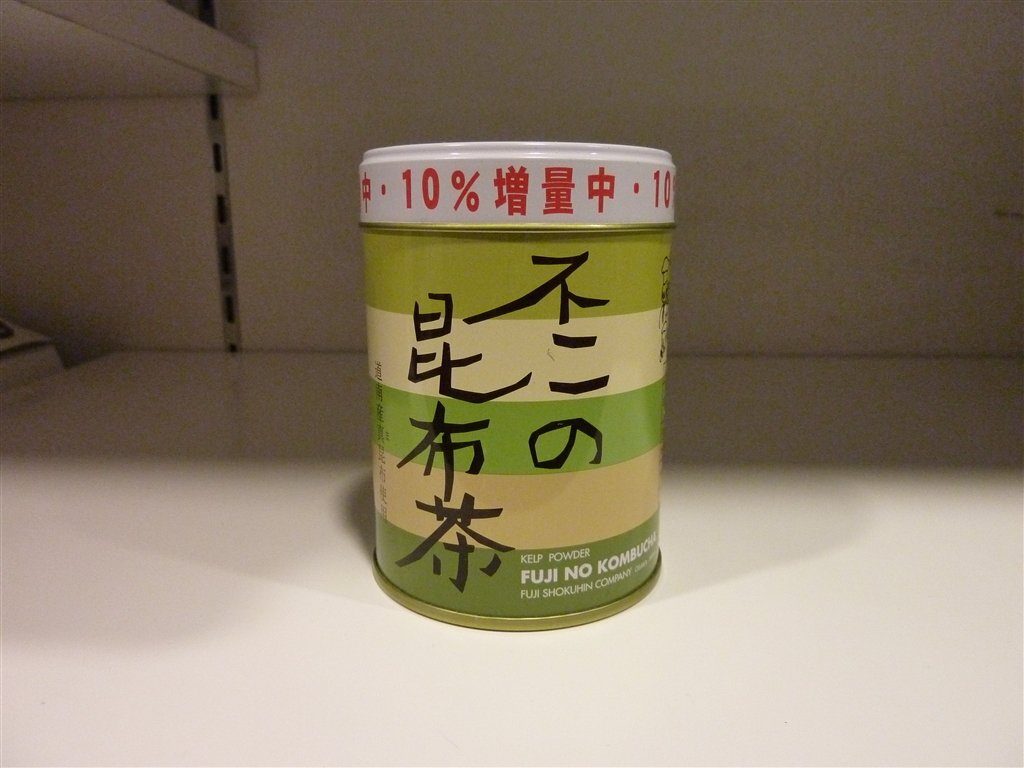 中・10%増量中・10
不二の
昆布茶
KELP POWDER
FUJI NO KOMBUCHA
FUJI SHOKUHIN COMPANY